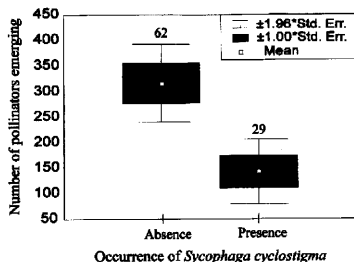 Number of pollinators emerging
450
400
350
300
250
200
150
100
50
62
29
±1.96*Std. Err.
±1.00*Std. Err.
Mean
Absence
Presence
Occurrence of Sycophaga cyclostigma